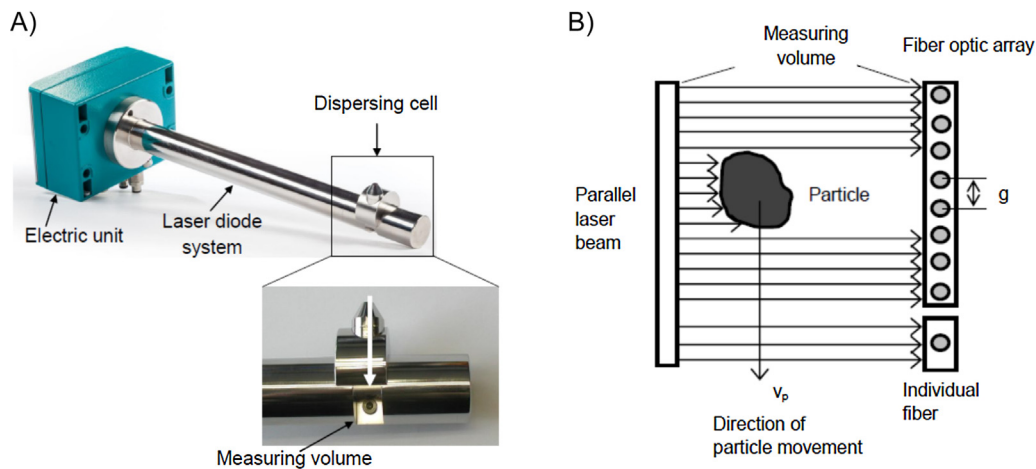 A)
Dispersing cell
Electric unit
Laser diode
system
Measuring volume
B)
Measuring
volume
Fiber optic array
Parallel
laser
beam
Particle
g
vₚ
Direction of
particle movement
Individual
fiber